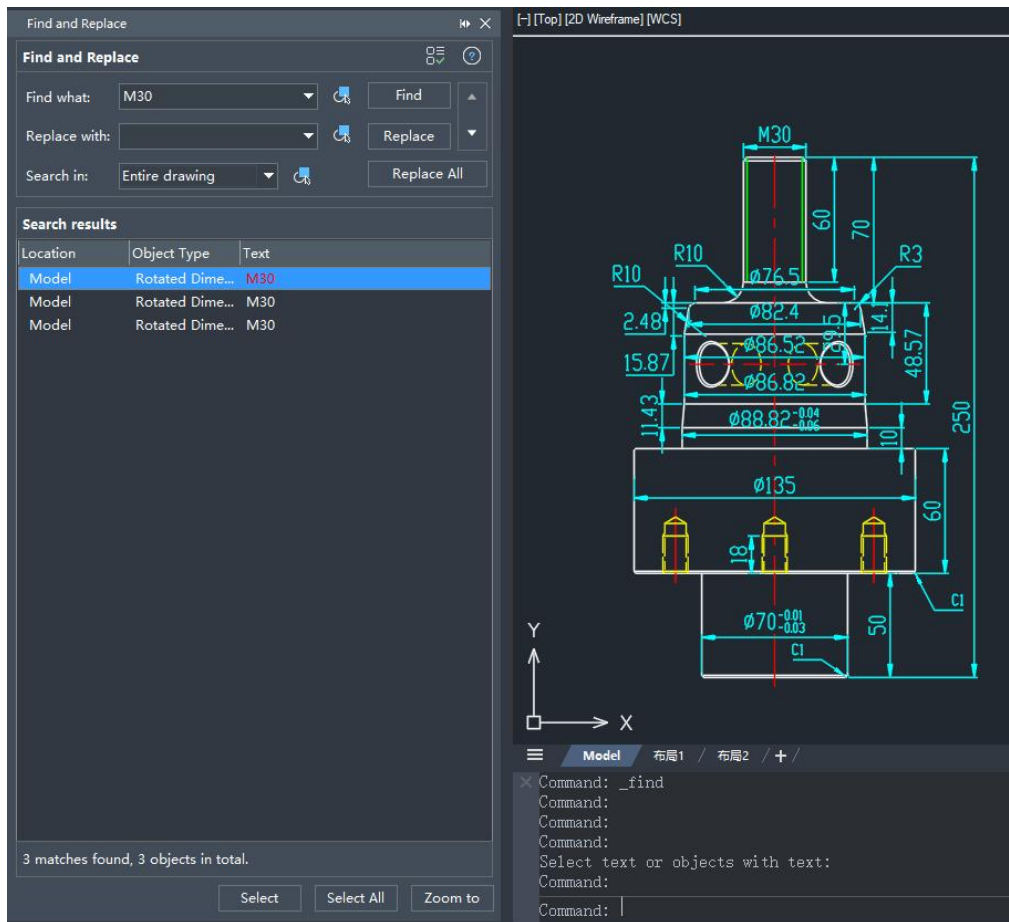 Find and Replace
Find and Replace
Find what: M30 Find
Replace with: Replace
Search in: Entire drawing Replace All
Search results
Location Object Type Text
Model Rotated Dime... M30
Model Rotated Dime... M30
Model Rotated Dime... M30
3 matches found, 3 objects in total.
Select Select All Zoom to
[-] [Top] [2D Wireframe] [WCS]
M30
60
70
R10
R3
R10
Ø76.5
2.48
Ø82.4
14.
Ø86.52
15.87
48.57
Ø86.82
11.43
Ø88.82 -0.04 -0.06
10
250
Ø135
60
18
C1
Ø70 -0.01 -0.03
50
C1
Y
X
Model 布局1 布局2 +
Command: _find
Command:
Command:
Command:
Select text or objects with text:
Command:
Command: